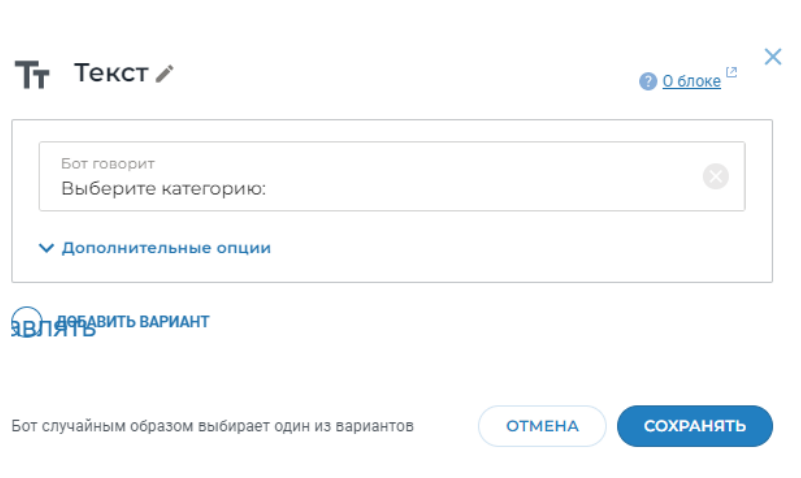 Тт Текст
? О блоке
Бот говорит
Выберите категорию:
Дополнительные опции
ДОБАВИТЬ ВАРИАНТ
Бот случайным образом выбирает один из вариантов
ОТМЕНА
СОХРАНЯТЬ